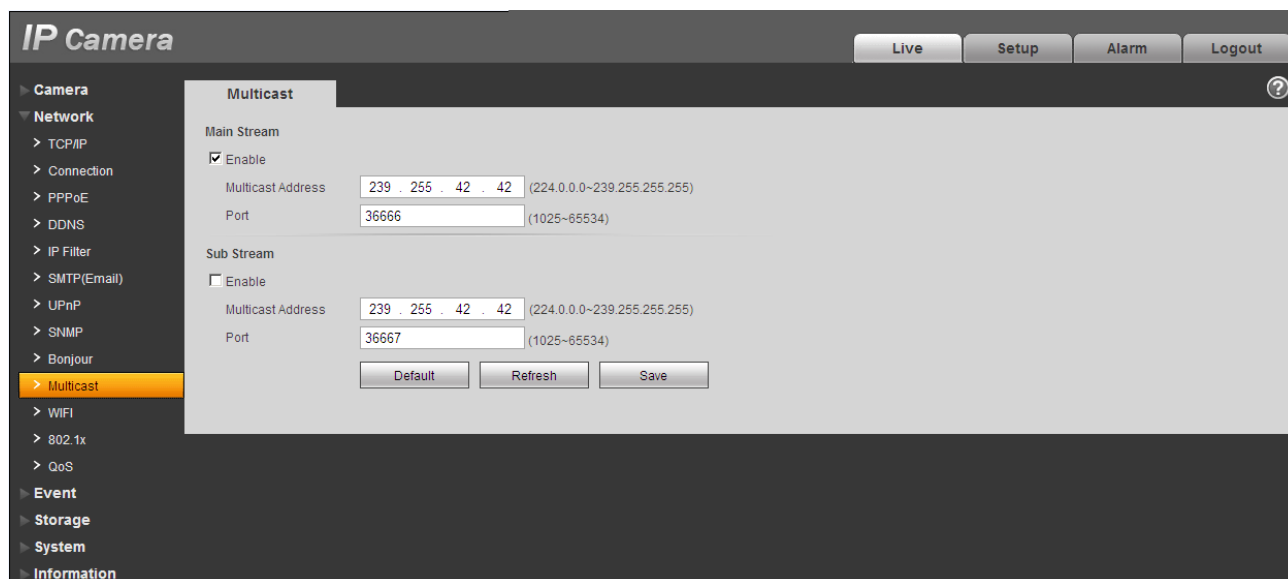 IP Camera
Live Setup Alarm Logout
?
Camera
Network
> TCP/IP
> Connection
> PPPoE
> DDNS
> IP Filter
> SMTP(Email)
> UPnP
> SNMP
> Bonjour
> Multicast
> WIFI
> 802.1x
> QoS
Event
Storage
System
Information
Multicast
Main Stream
Enable
Multicast Address 239 . 255 . 42 . 42 (224.0.0.0~239.255.255.255)
Port 36666 (1025~65534)
Sub Stream
Enable
Multicast Address 239 . 255 . 42 . 42 (224.0.0.0~239.255.255.255)
Port 36667 (1025~65534)
Default Refresh Save